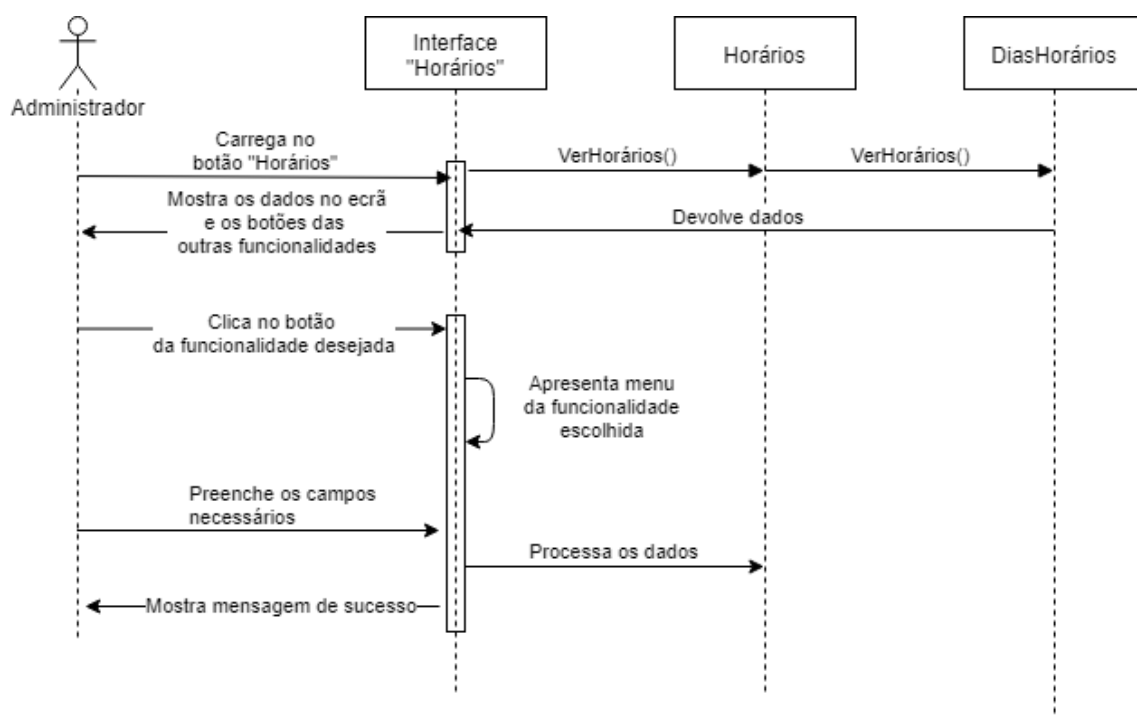 Interface
"Horários"
Horários
DiasHorários
Administrador
Carrega no
botão "Horários"
VerHorários()
VerHorários()
Mostra os dados no ecrã
e os botões das
outras funcionalidades
Devolve dados
Clica no botão
da funcionalidade desejada
Apresenta menu
da funcionalidade
escolhida
Preenche os campos
necessários
Processa os dados
Mostra mensagem de sucesso